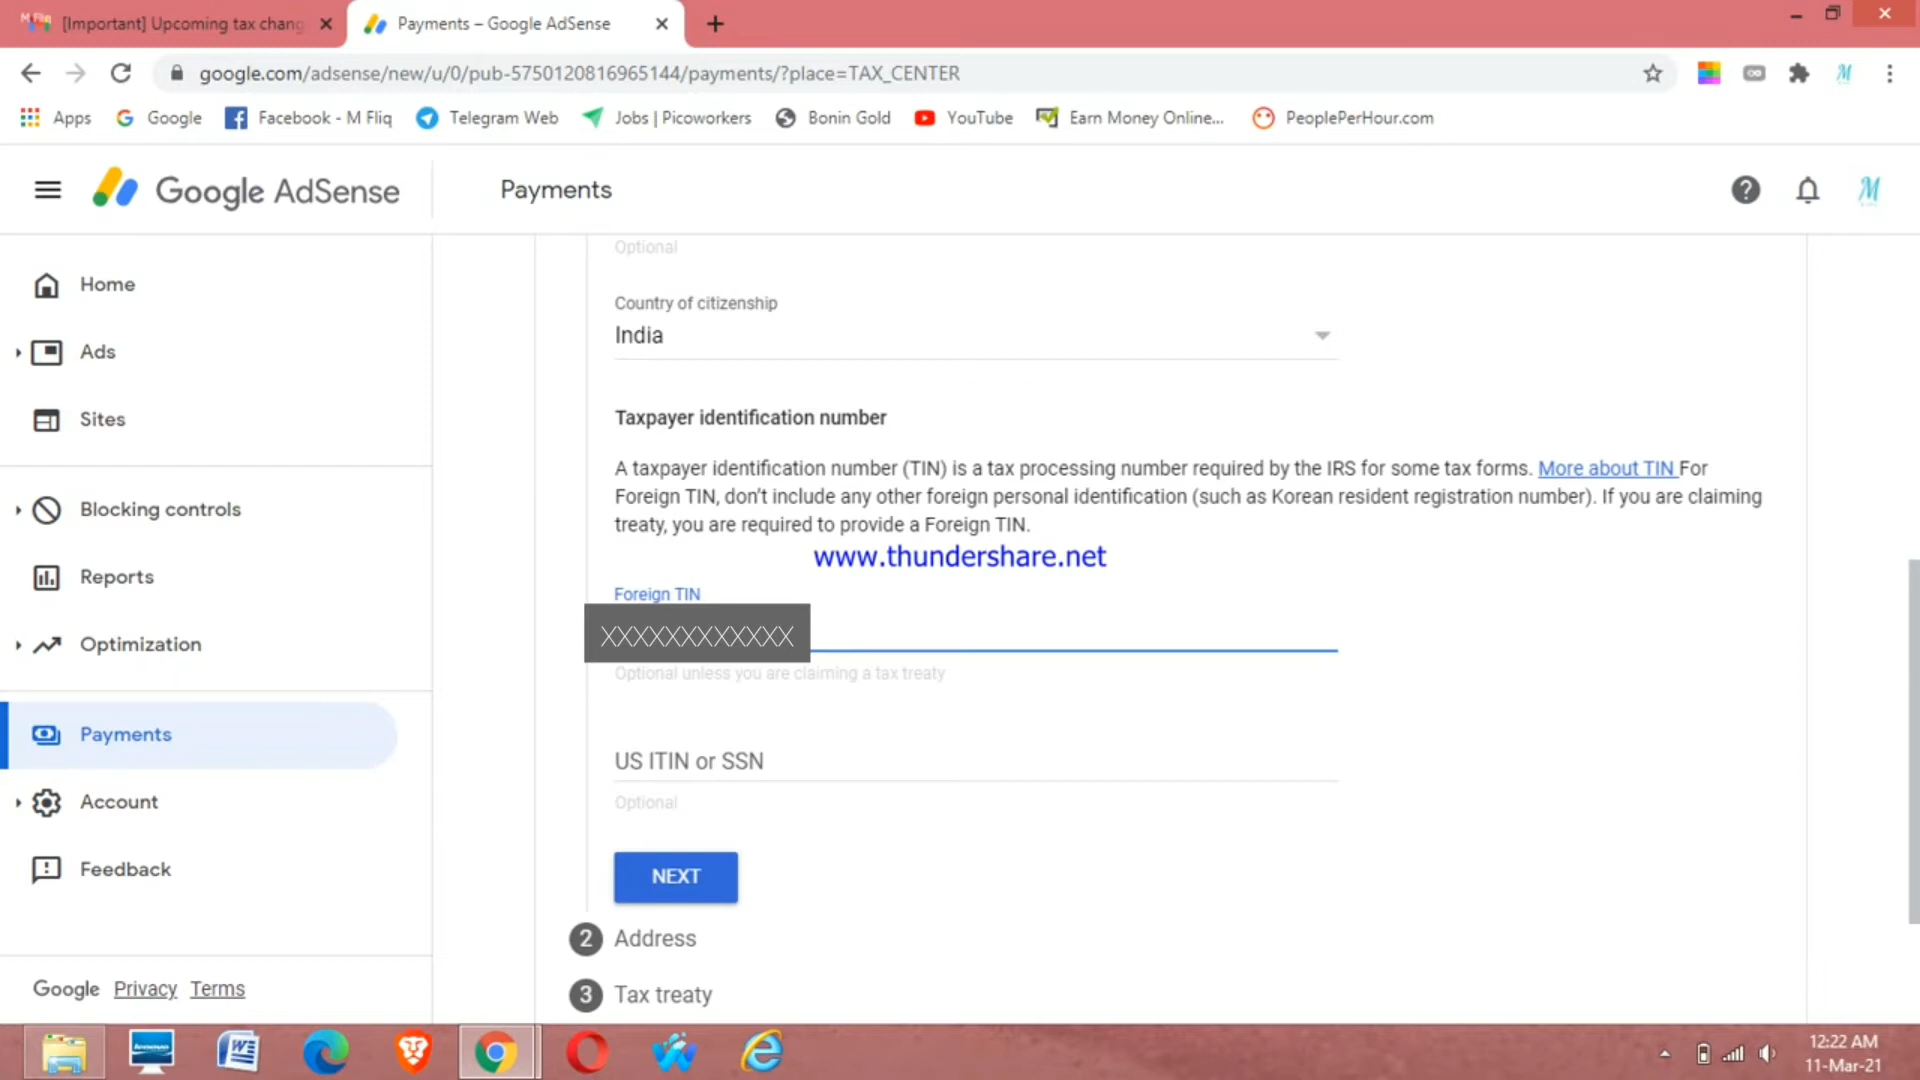 [Important] Upcoming tax chang
Payments – Google AdSense
google.com/adsense/new/u/0/pub-5750120816965144/payments/?place=TAX_CENTER
Apps
Google
Facebook - M Fliq
Telegram Web
Jobs | Picoworkers
Bonin Gold
YouTube
Earn Money Online...
PeoplePerHour.com
Google AdSense
Payments
Home
Ads
Sites
Blocking controls
Reports
Optimization
Payments
Account
Feedback
Google Privacy Terms
Optional
Country of citizenship
India
Taxpayer identification number
A taxpayer identification number (TIN) is a tax processing number required by the IRS for some tax forms. More about TIN For
Foreign TIN, don't include any other foreign personal identification (such as Korean resident registration number). If you are claiming
treaty, you are required to provide a Foreign TIN.
www.thundershare.net
Foreign TIN
XXXXXXXXXXXX
Optional unless you are claiming a tax treaty
US ITIN or SSN
Optional
NEXT
2 Address
3 Tax treaty
12:22 AM
11-Mar-21